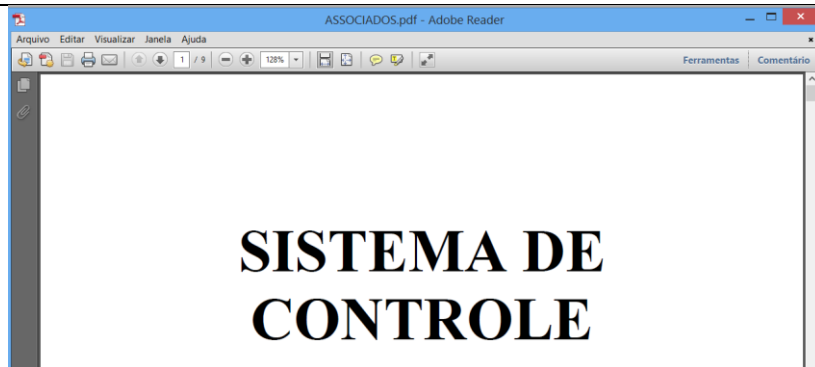 ASSOCIADOS.pdf - Adobe Reader
Arquivo Editar Visualizar Janela Ajuda
1 / 9 128% Ferramentas Comentário
SISTEMA DE
CONTROLE